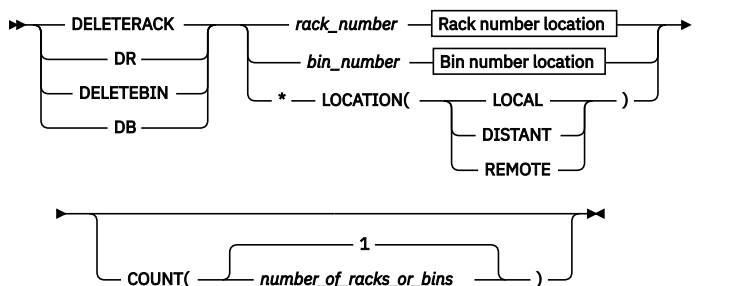 DELETERACK rack_number Rack number location
DR bin_number Bin number location
DELETEBIN * LOCATION( LOCAL )
DB DISTANT
REMOTE
1
COUNT( number_of_racks_or_bins )